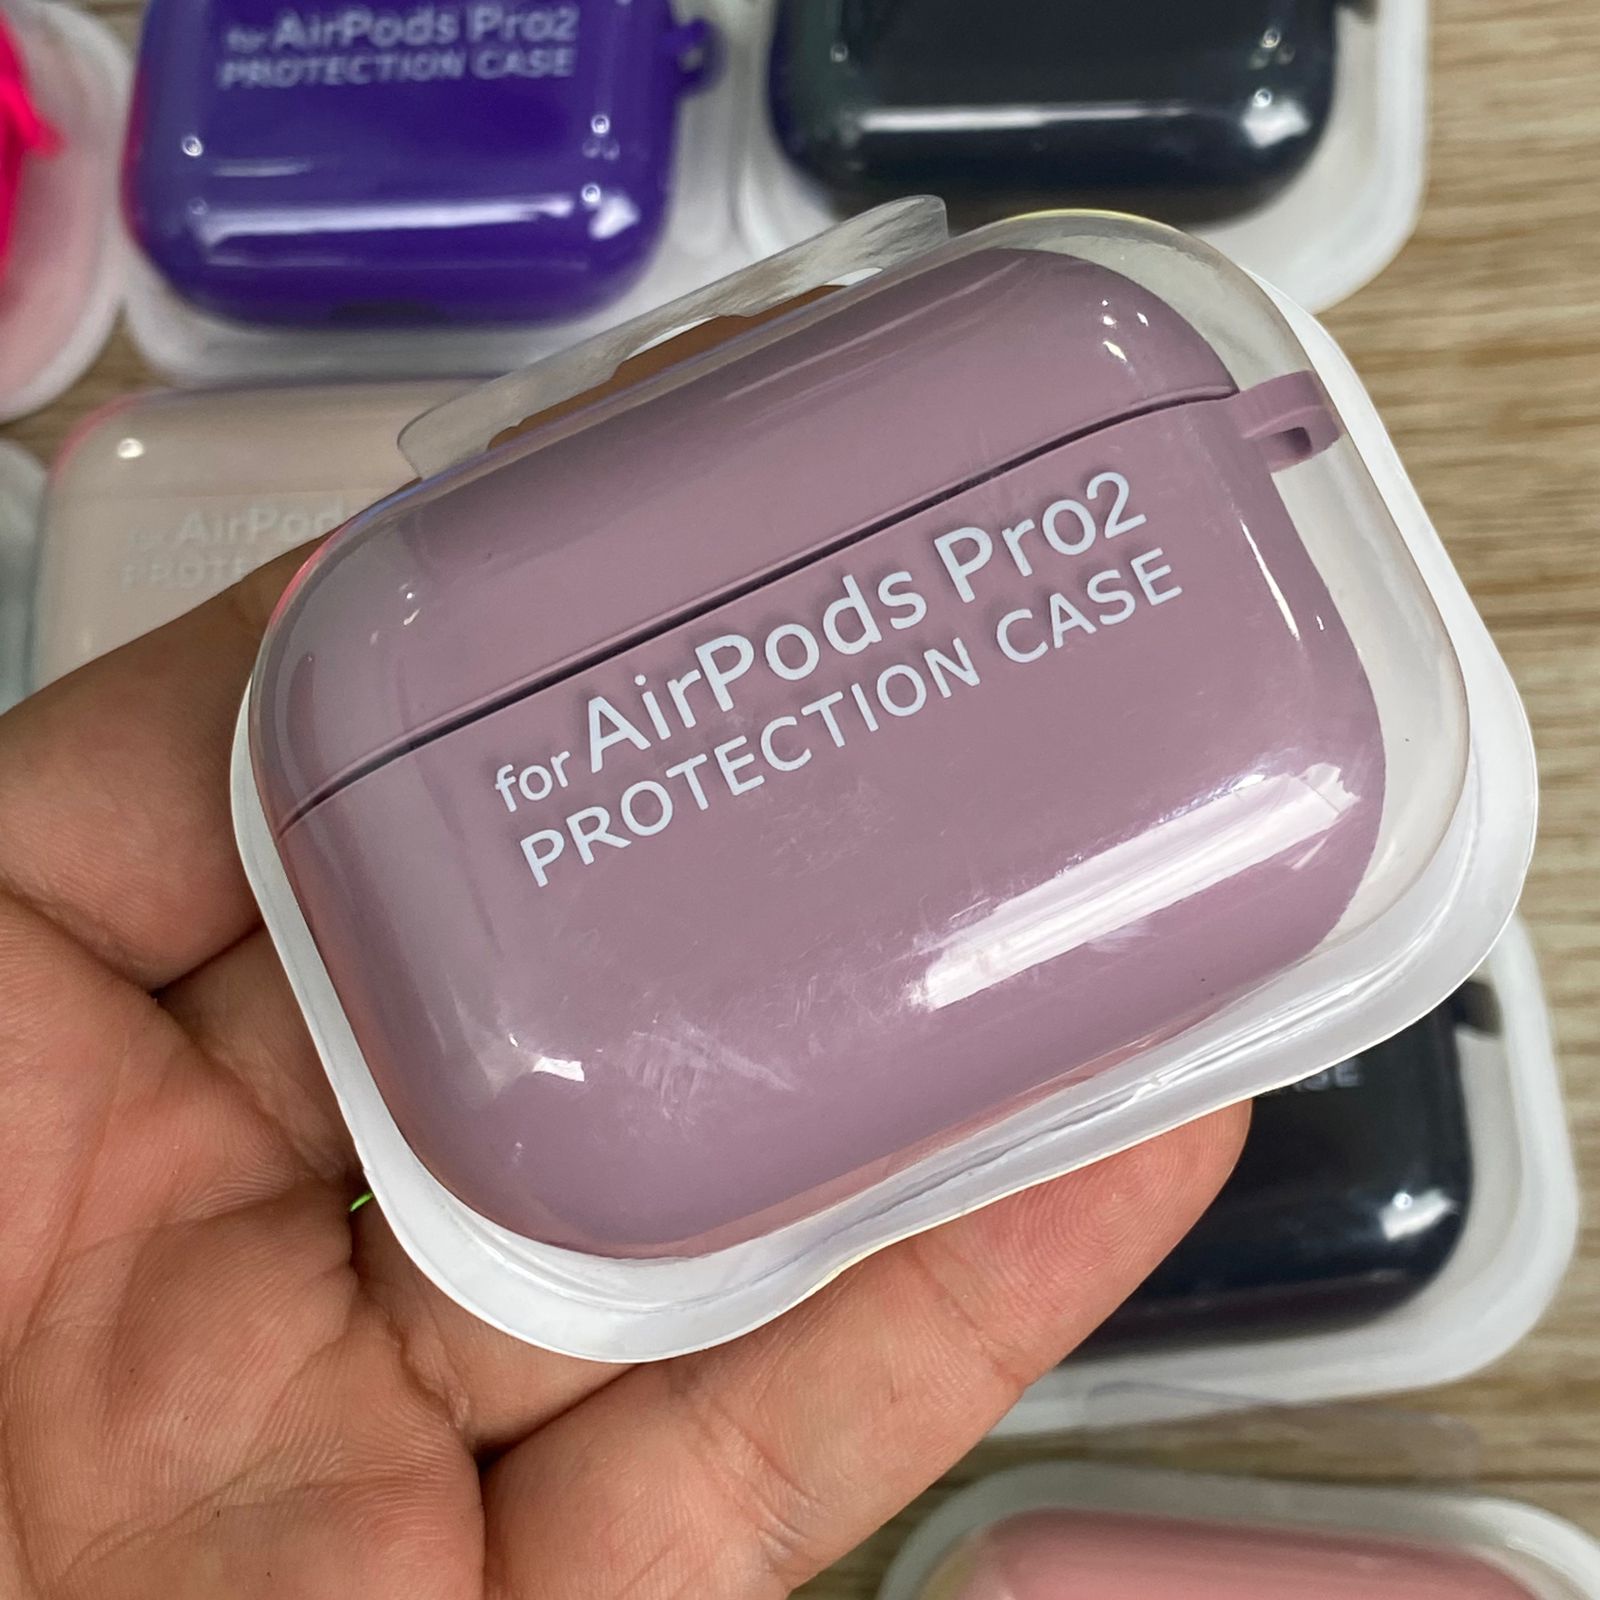 for AirPods Pro2
PROTECTION CASE
for AirPods Pro2
PROTECTION CASE